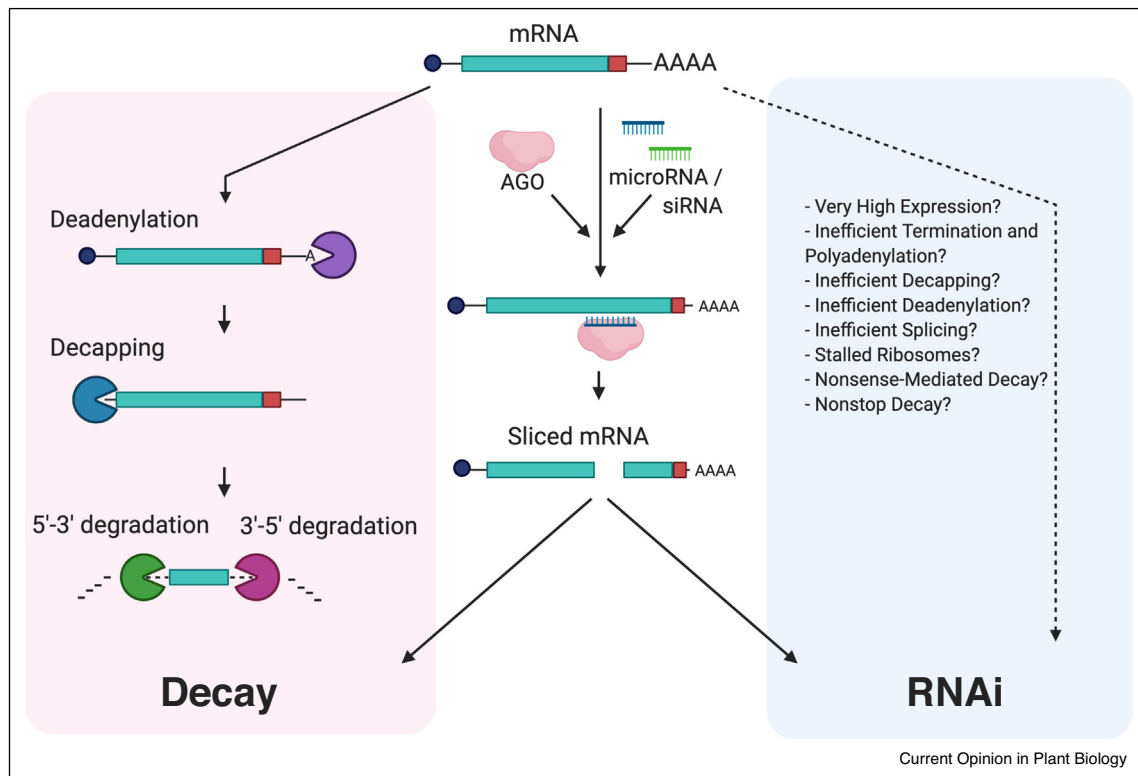 mRNA
AAAA
AGO
microRNA /
siRNA
Deadenylation
A
Decapping
5'-3' degradation
3'-5' degradation
Decay
AAAA
Sliced mRNA
AAAA
- Very High Expression?
- Inefficient Termination and
Polyadenylation?
- Inefficient Decapping?
- Inefficient Deadenylation?
- Inefficient Splicing?
- Stalled Ribosomes?
- Nonsense-Mediated Decay?
- Nonstop Decay?
RNAi
Current Opinion in Plant Biology